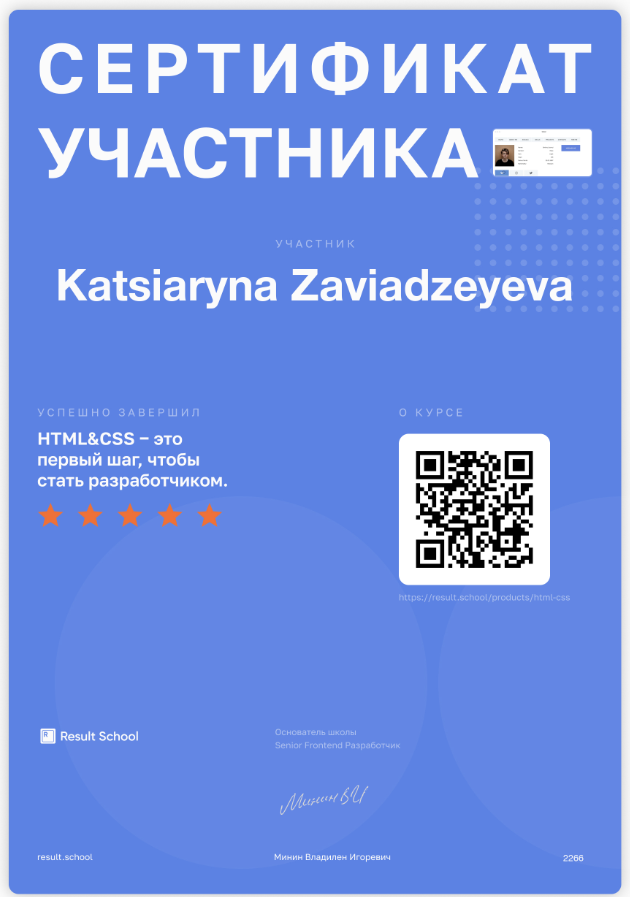 СЕРТИФИКАТ
УЧАСТНИКА
УЧАСТНИК
Katsiaryna Zaviadzeyeva
УСПЕШНО ЗАВЕРШИЛ
HTML&CSS – это
первый шаг, чтобы
стать разработчиком.
О КУРСЕ
https://result.school/products/html-css
R Result School
Основатель школы
Senior Frontend Разработчик
Минин ВИ
result.school
Минин Владилен Игоревич
2266